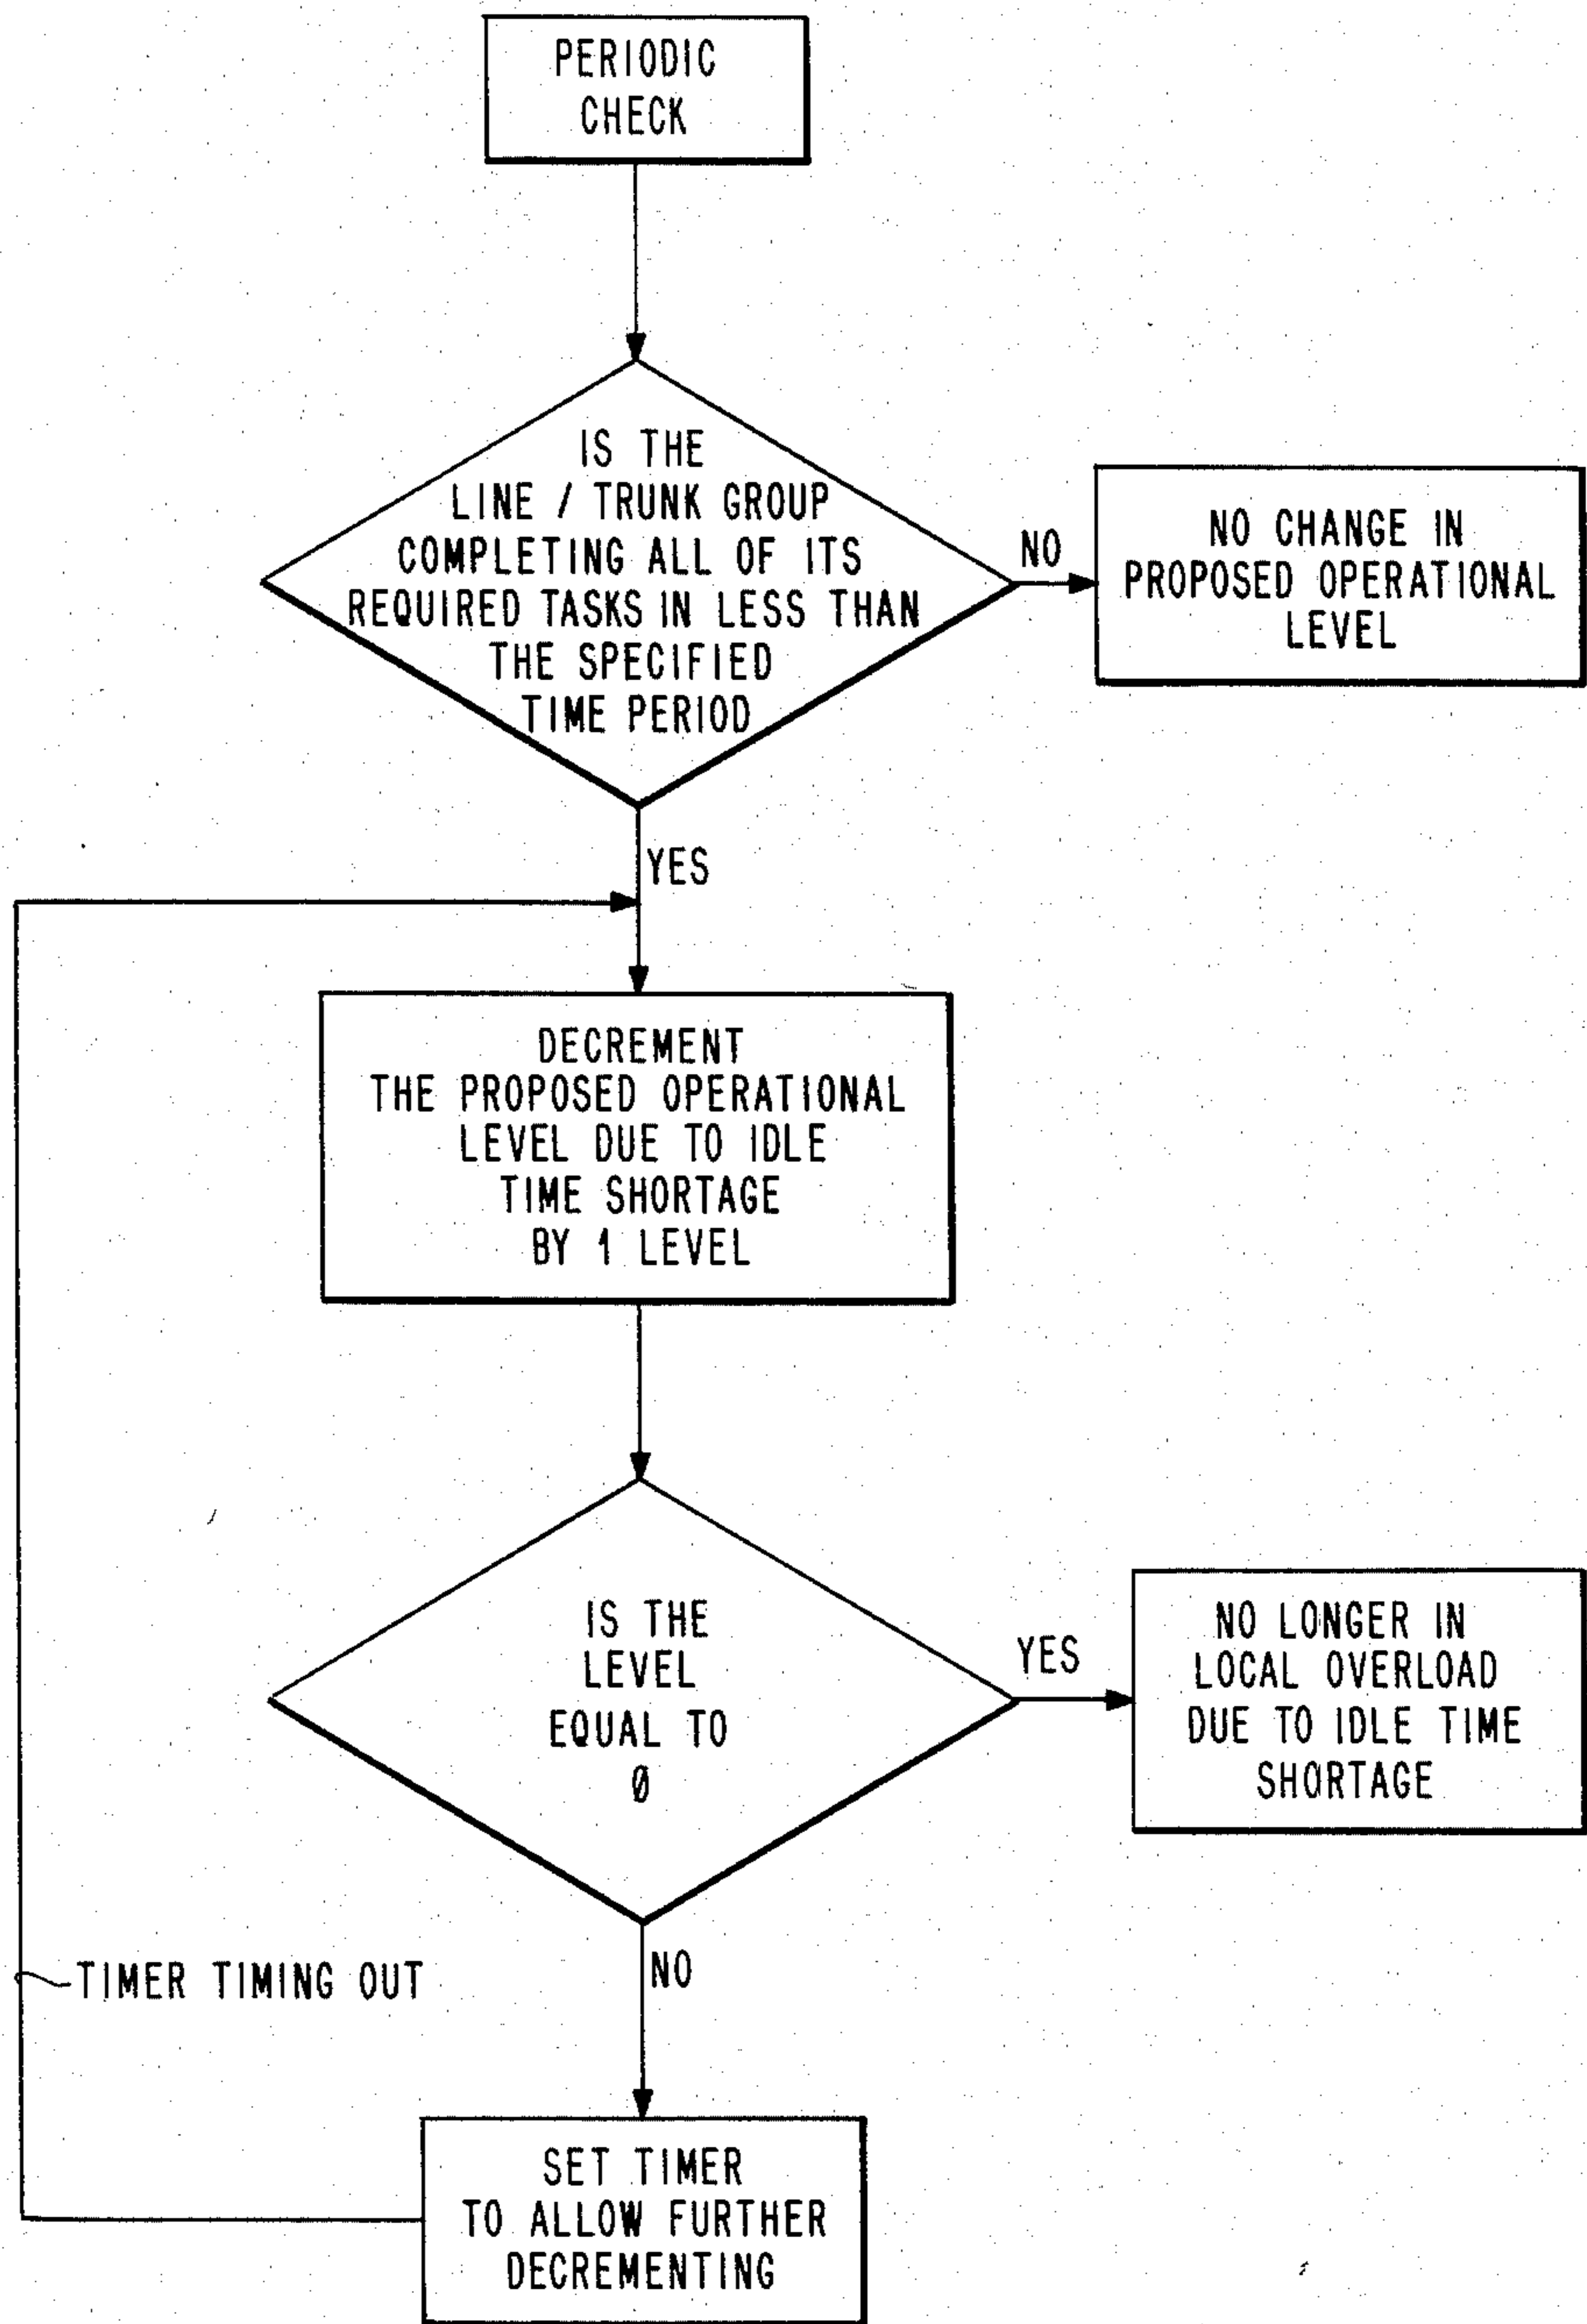 PERIODIC
CHECK
IS THE
LINE / TRUNK GROUP
COMPLETING ALL OF ITS
REQUIRED TASKS IN LESS THAN
THE SPECIFIED
TIME PERIOD
NO
NO CHANGE IN
PROPOSED OPERATIONAL
LEVEL
YES
DECREMENT
THE PROPOSED OPERATIONAL
LEVEL DUE TO IDLE
TIME SHORTAGE
BY 1 LEVEL
IS THE
LEVEL
EQUAL TO
Ø
YES
NO LONGER IN
LOCAL OVERLOAD
DUE TO IDLE TIME
SHORTAGE
NO
TIMER TIMING OUT
SET TIMER
TO ALLOW FURTHER
DECREMENTING